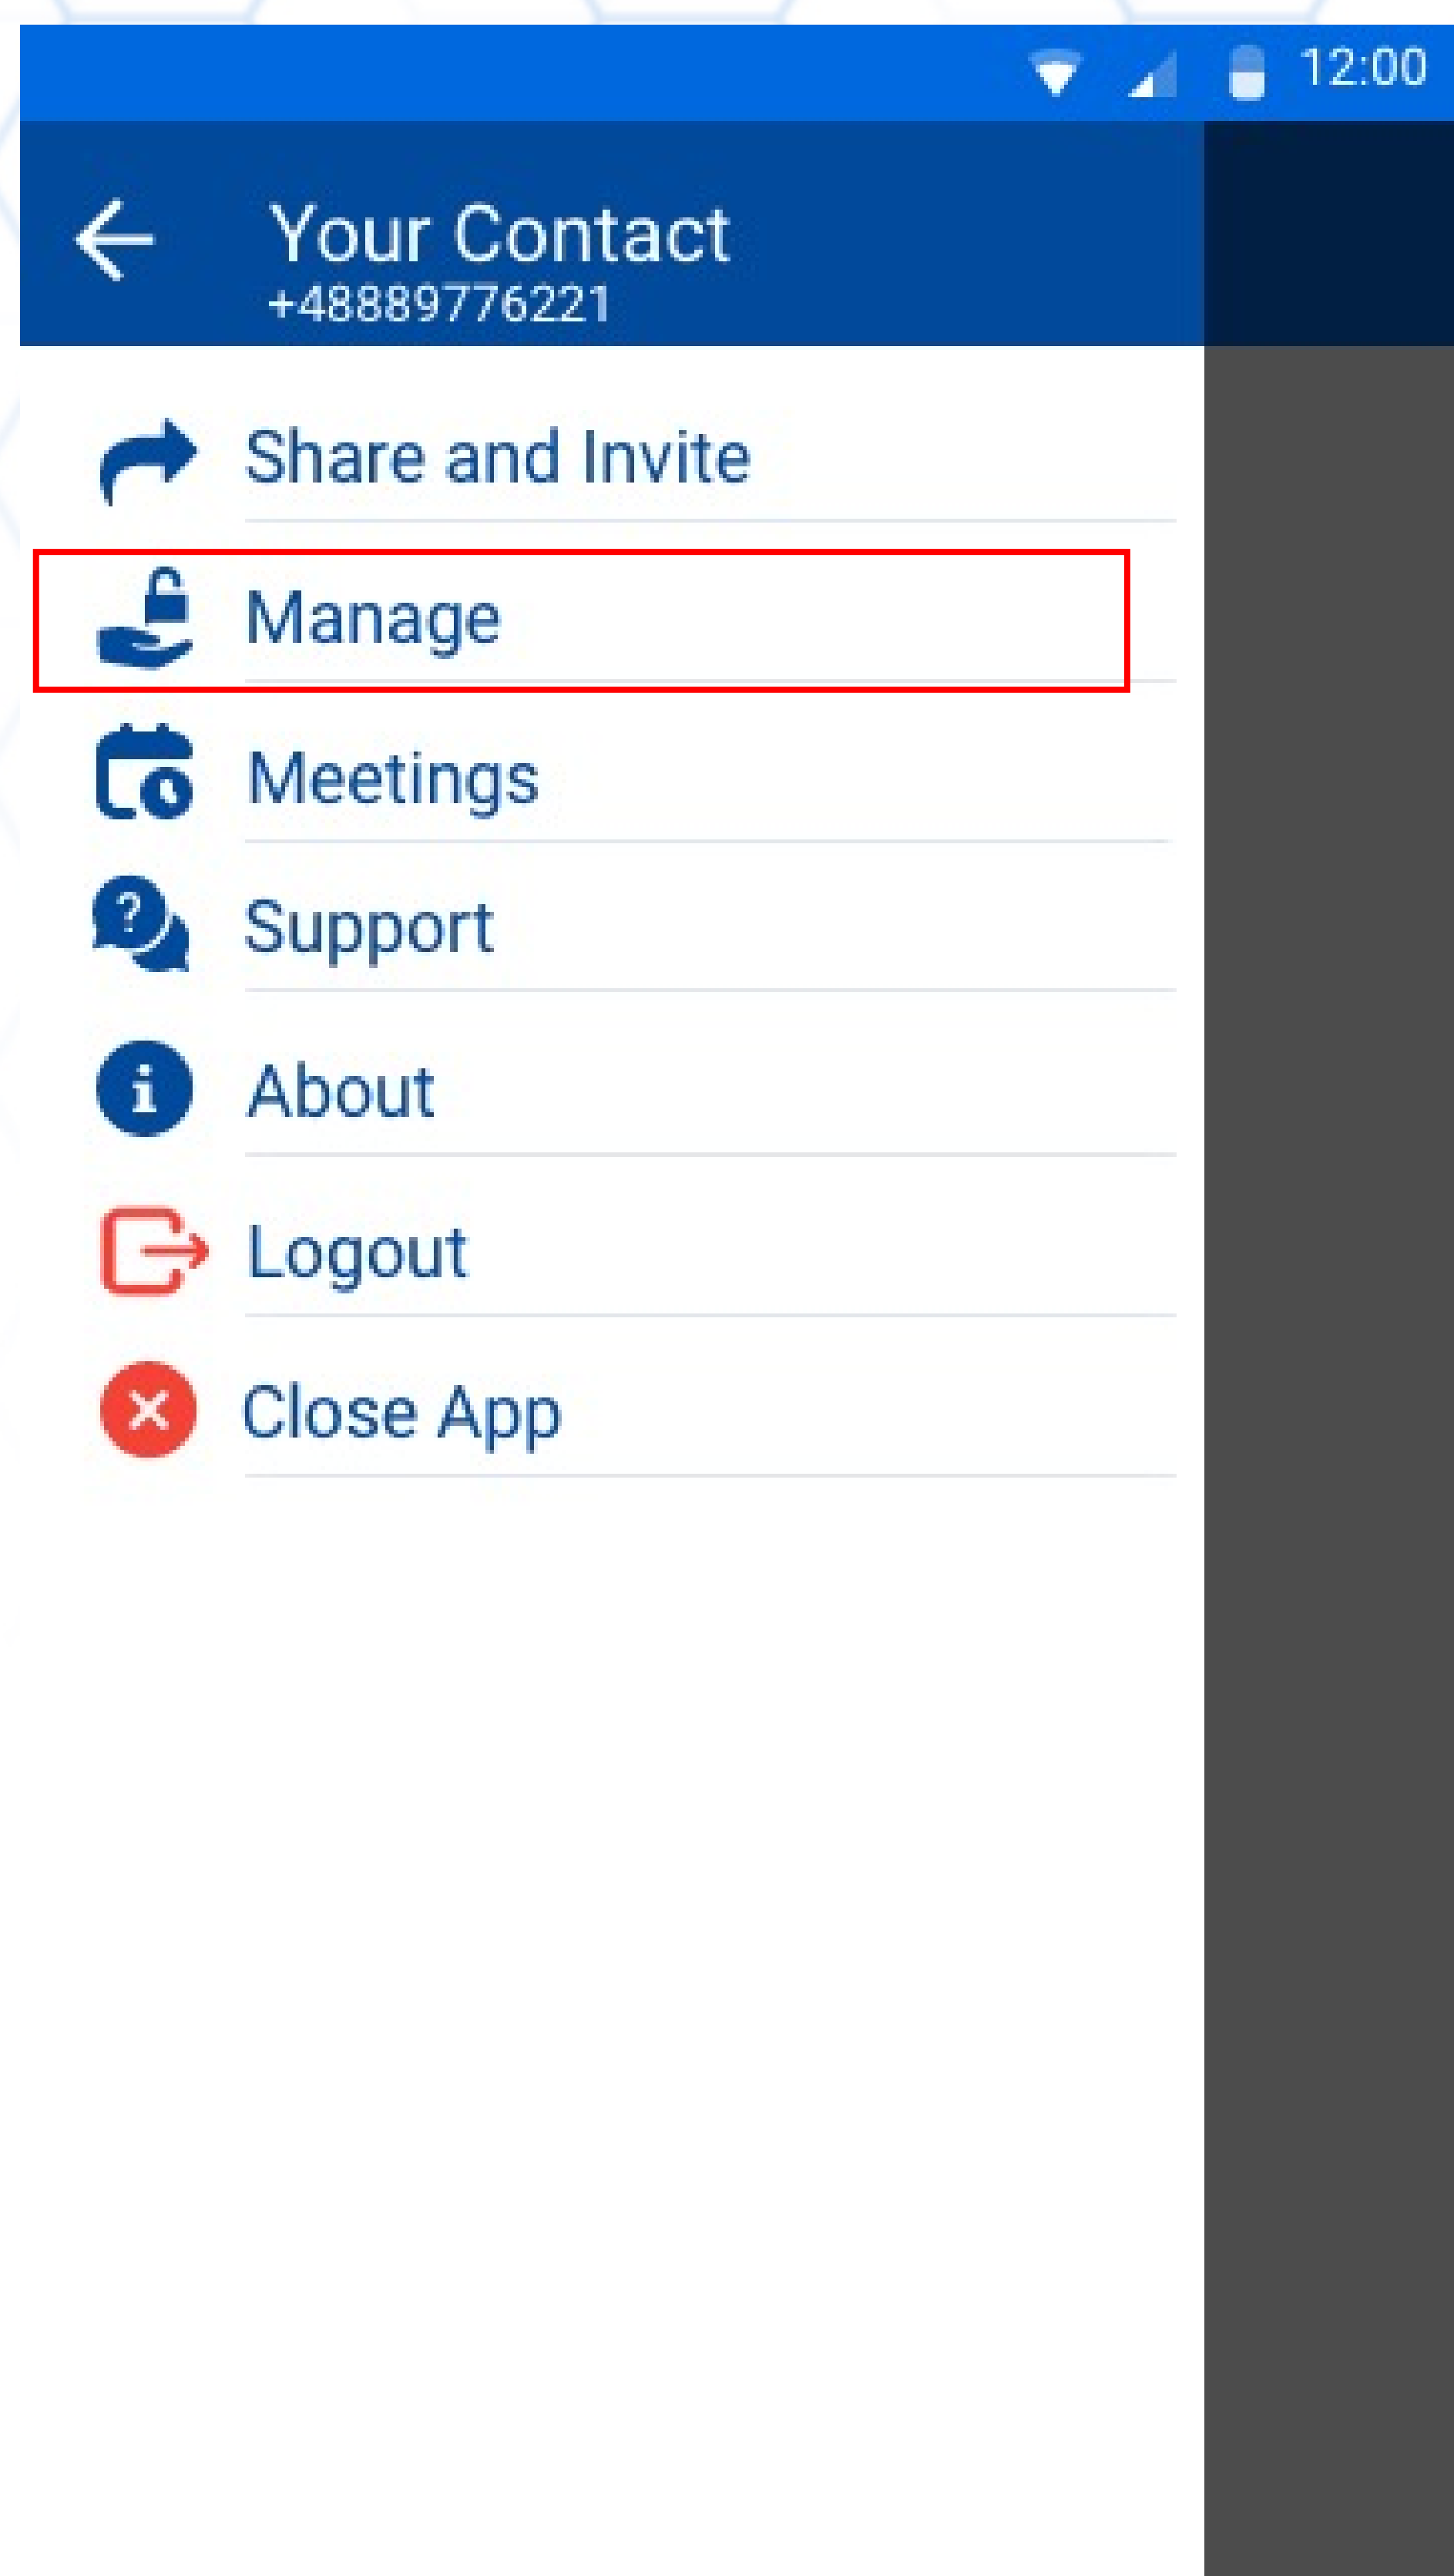 12:00
Your Contact
+48889776221
Share and Invite
Manage
Meetings
Support
About
Logout
Close App